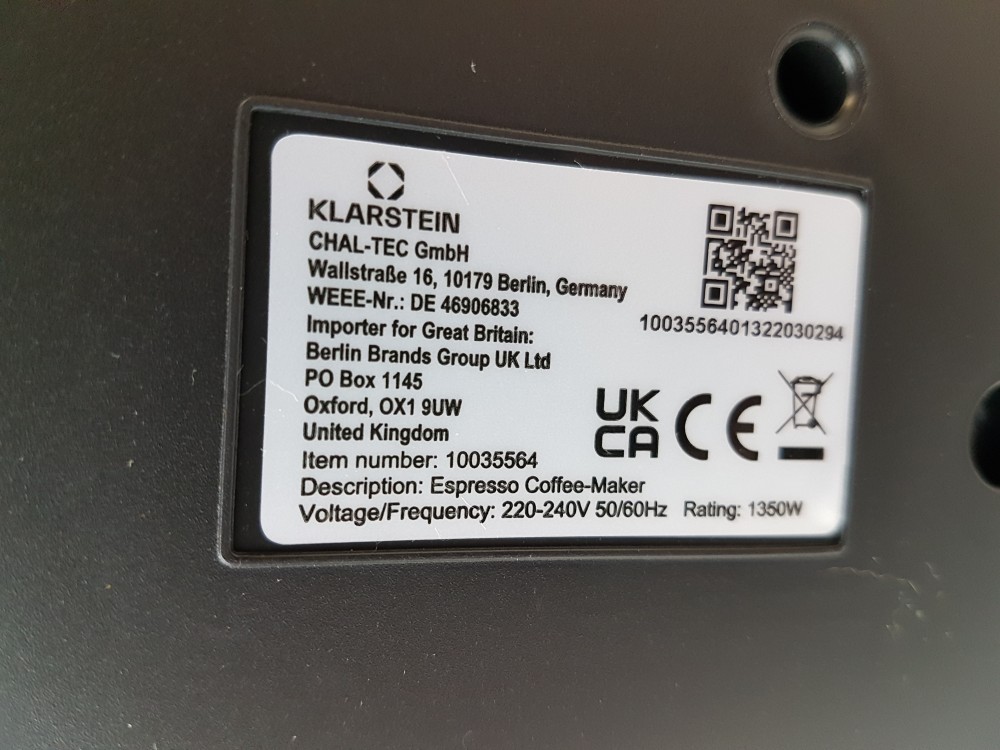 KLARSTEIN
CHAL-TEC GmbH
Wallstraße 16, 10179 Berlin, Germany
WEEE-Nr.: DE 46906833
Importer for Great Britain:
Berlin Brands Group UK Ltd
PO Box 1145
Oxford, OX1 9UW
United Kingdom
Item number: 10035564
Description: Espresso Coffee-Maker
Voltage/Frequency: 220-240V 50/60Hz Rating: 1350W
1003556401322030294
UK
CA
CE